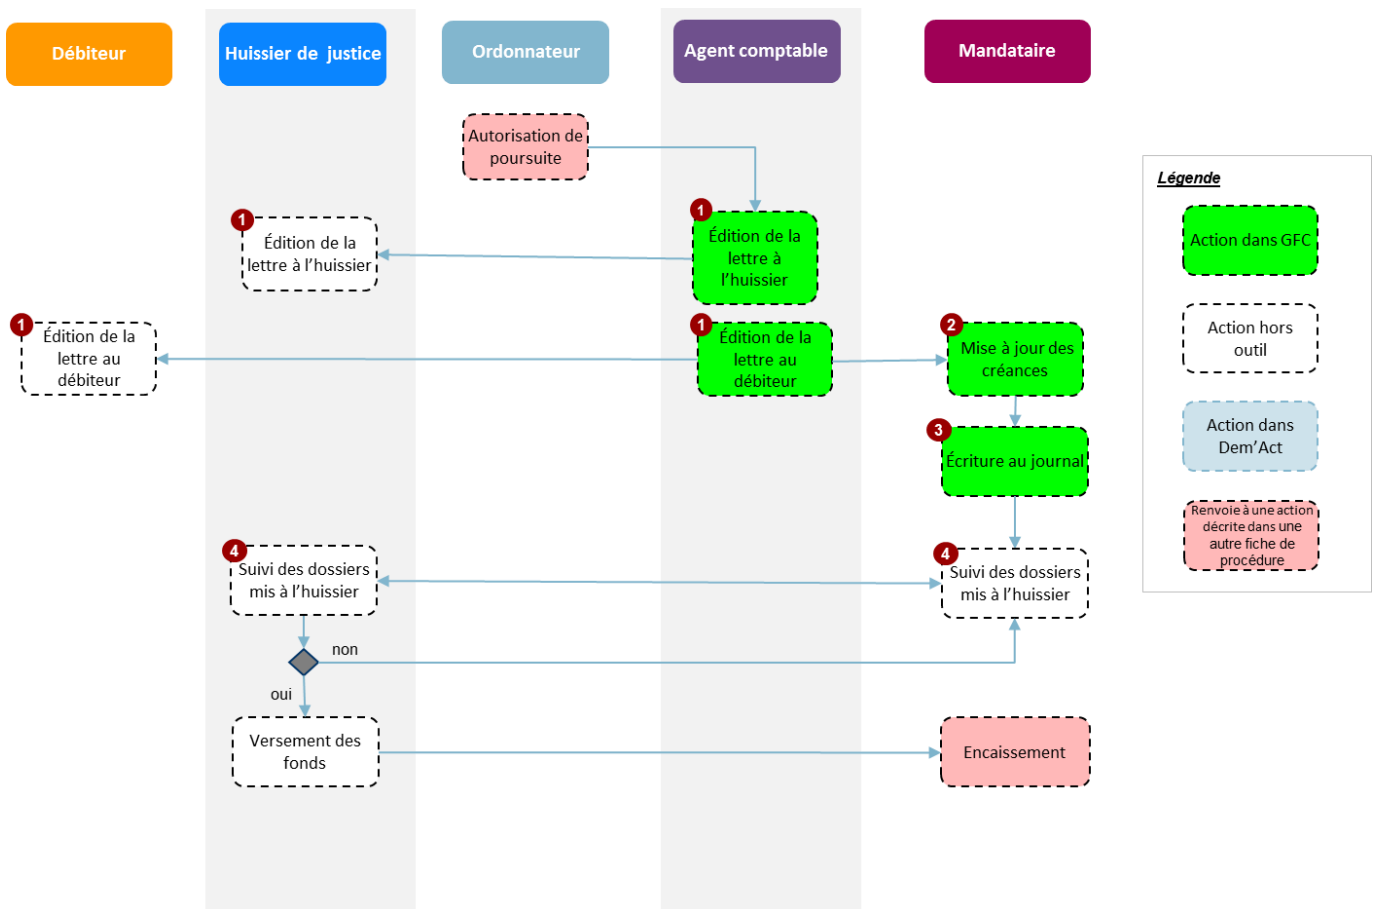 Débiteur
Huissier de justice
Ordonnateur
Agent comptable
Mandataire
Autorisation de
poursuite
Légende
1
Édition de la
lettre à l’huissier
1
Édition de la
lettre à
l’huissier
Action dans GFC
1
Édition de la
lettre au
débiteur
1
Édition de la
lettre au
débiteur
2
Mise à jour des
créances
Action hors
outil
3
Écriture au journal
Action dans
Dem’Act
4
Suivi des dossiers
mis à l’huissier
4
Suivi des dossiers
mis à l’huissier
Renvoie à une action
décrite dans une
autre fiche de
procédure
non
oui
Versement des
fonds
Encaissement